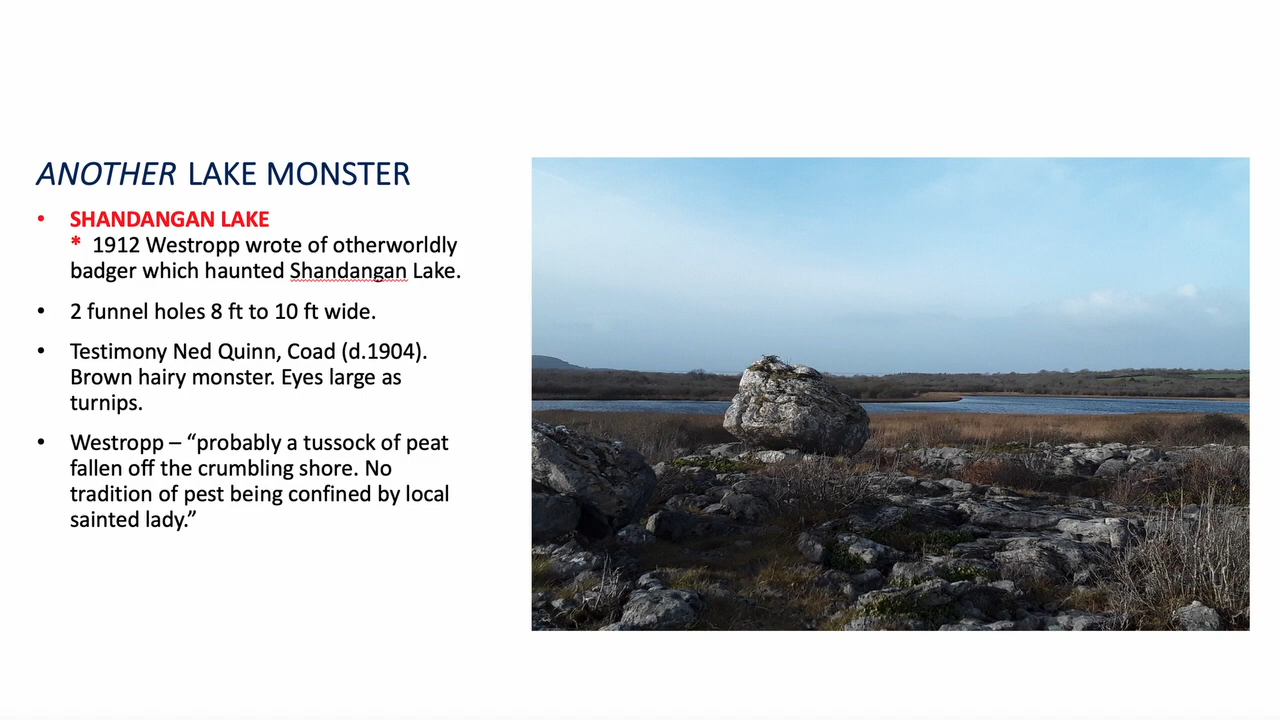 ANOTHER LAKE MONSTER
• SHANDANGAN LAKE
* 1912 Westropp wrote of otherworldly
badger which haunted Shandangan Lake.
• 2 funnel holes 8 ft to 10 ft wide.
• Testimony Ned Quinn, Coad (d.1904).
Brown hairy monster. Eyes large as
turnips.
• Westropp – “probably a tussock of peat
fallen off the crumbling shore. No
tradition of pest being confined by local
sainted lady.”